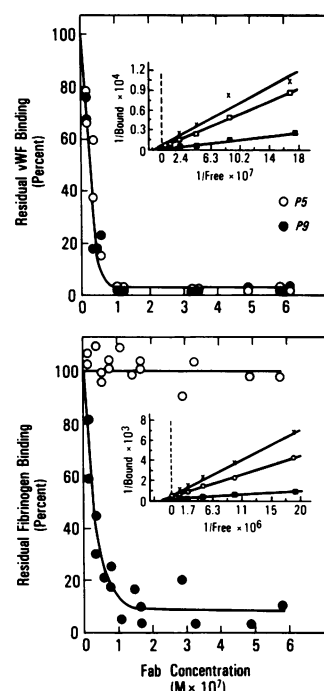 100
80
60
40
20
0
Residual vWF Binding
(Percent)
1.2
0.9
0.6
0.3
0
1/Bound × 10⁴
0 2.4 6.3 10.2 14 18
1/Free × 10⁷
P5
P9
0 1 2 3 4 5 6
100
80
60
40
20
0
Residual Fibrinogen Binding
(Percent)
8
6
4
2
0
1/Bound × 10³
0 1.7 6.3 11 15 20
1/Free × 10⁶
0 1 2 3 4 5 6
Fab Concentration
(M × 10⁷)